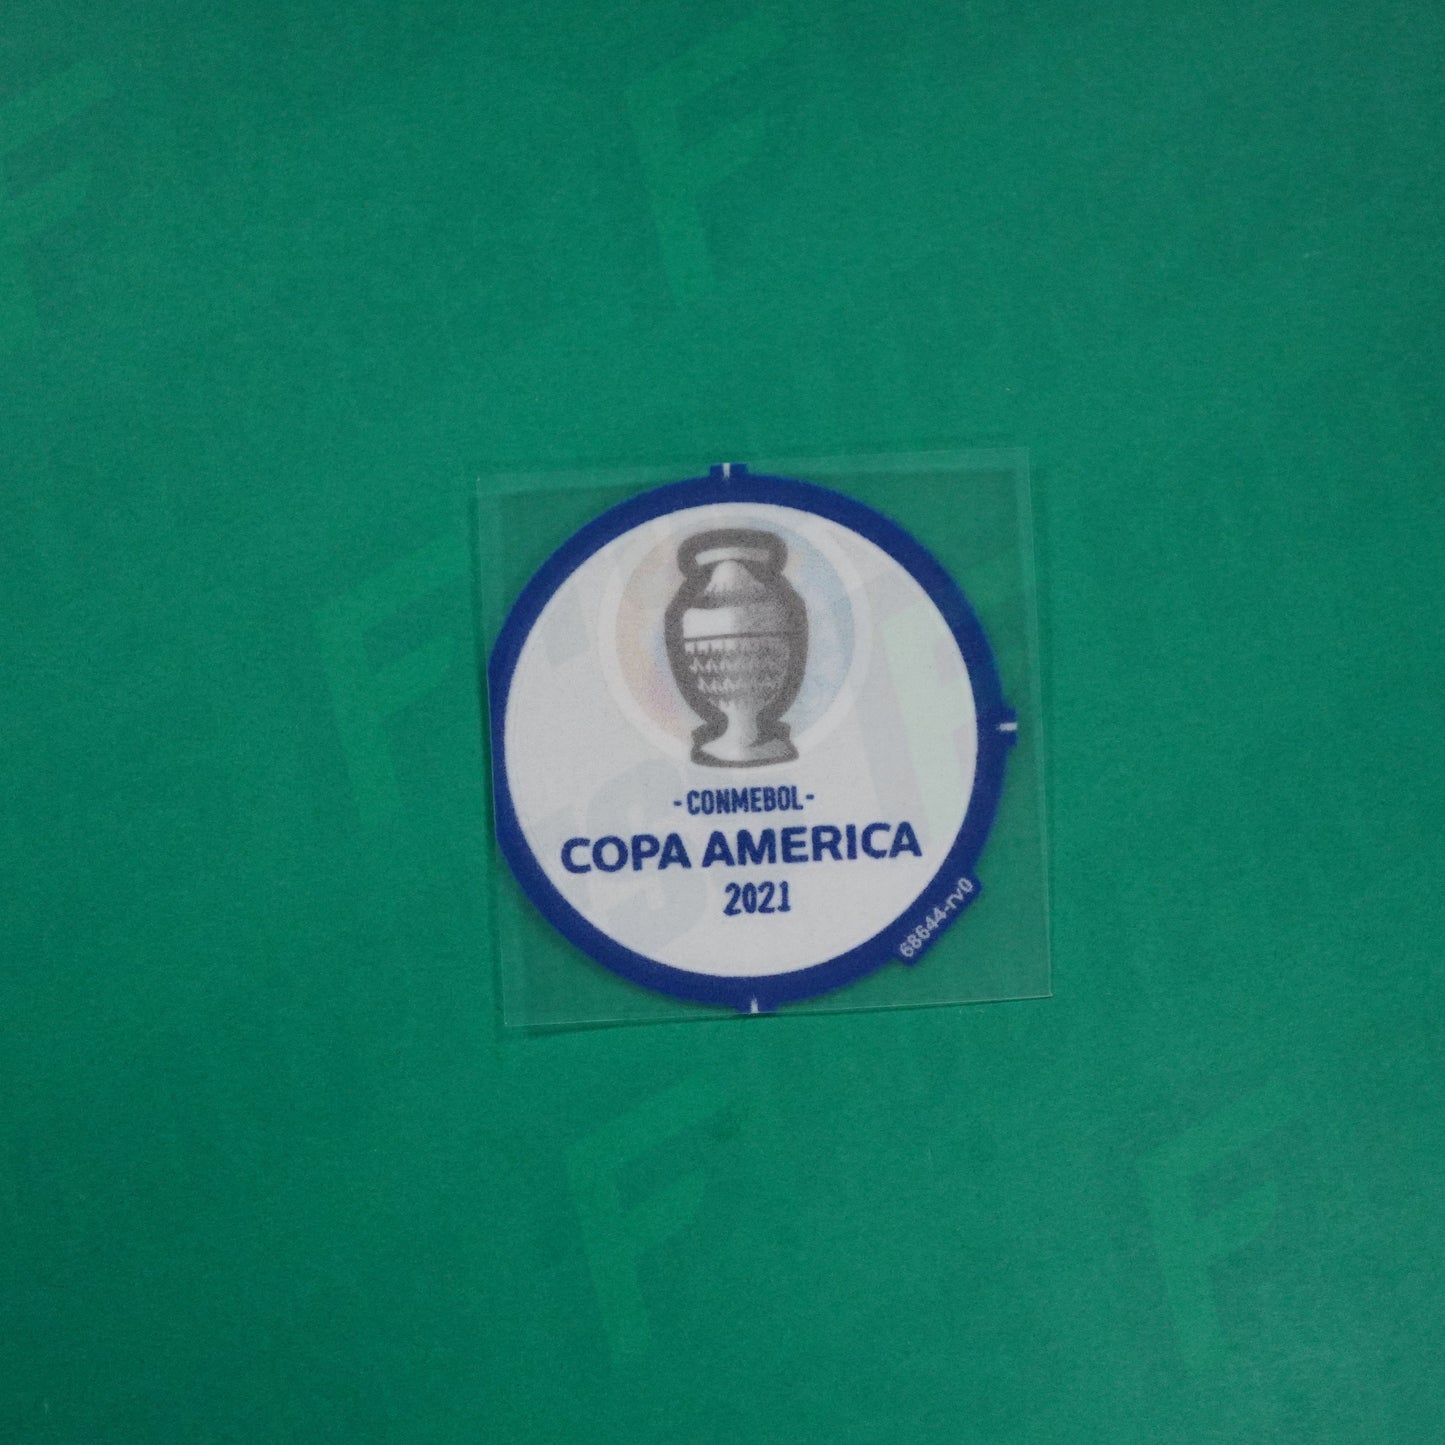 -CONMEBOL-
COPA AMERICA
2021
68644-rv0